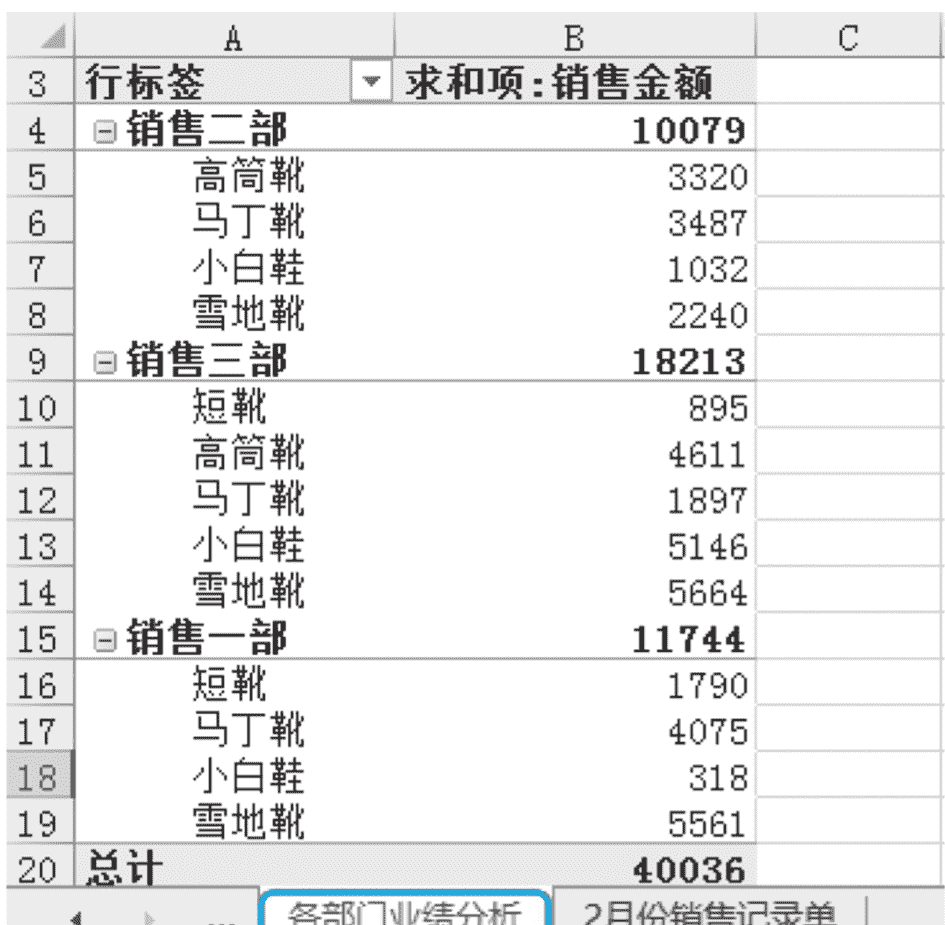 A B C
3 行标签 求和项:销售金额
4 销售二部 10079
5 高筒靴 3320
6 马丁靴 3487
7 小白鞋 1032
8 雪地靴 2240
9 销售三部 18213
10 短靴 895
11 高筒靴 4611
12 马丁靴 1897
13 小白鞋 5146
14 雪地靴 5664
15 销售一部 11744
16 短靴 1790
17 马丁靴 4075
18 小白鞋 318
19 雪地靴 5561
20 总计 40036
... 各部门业绩分析 2月份销售记录单